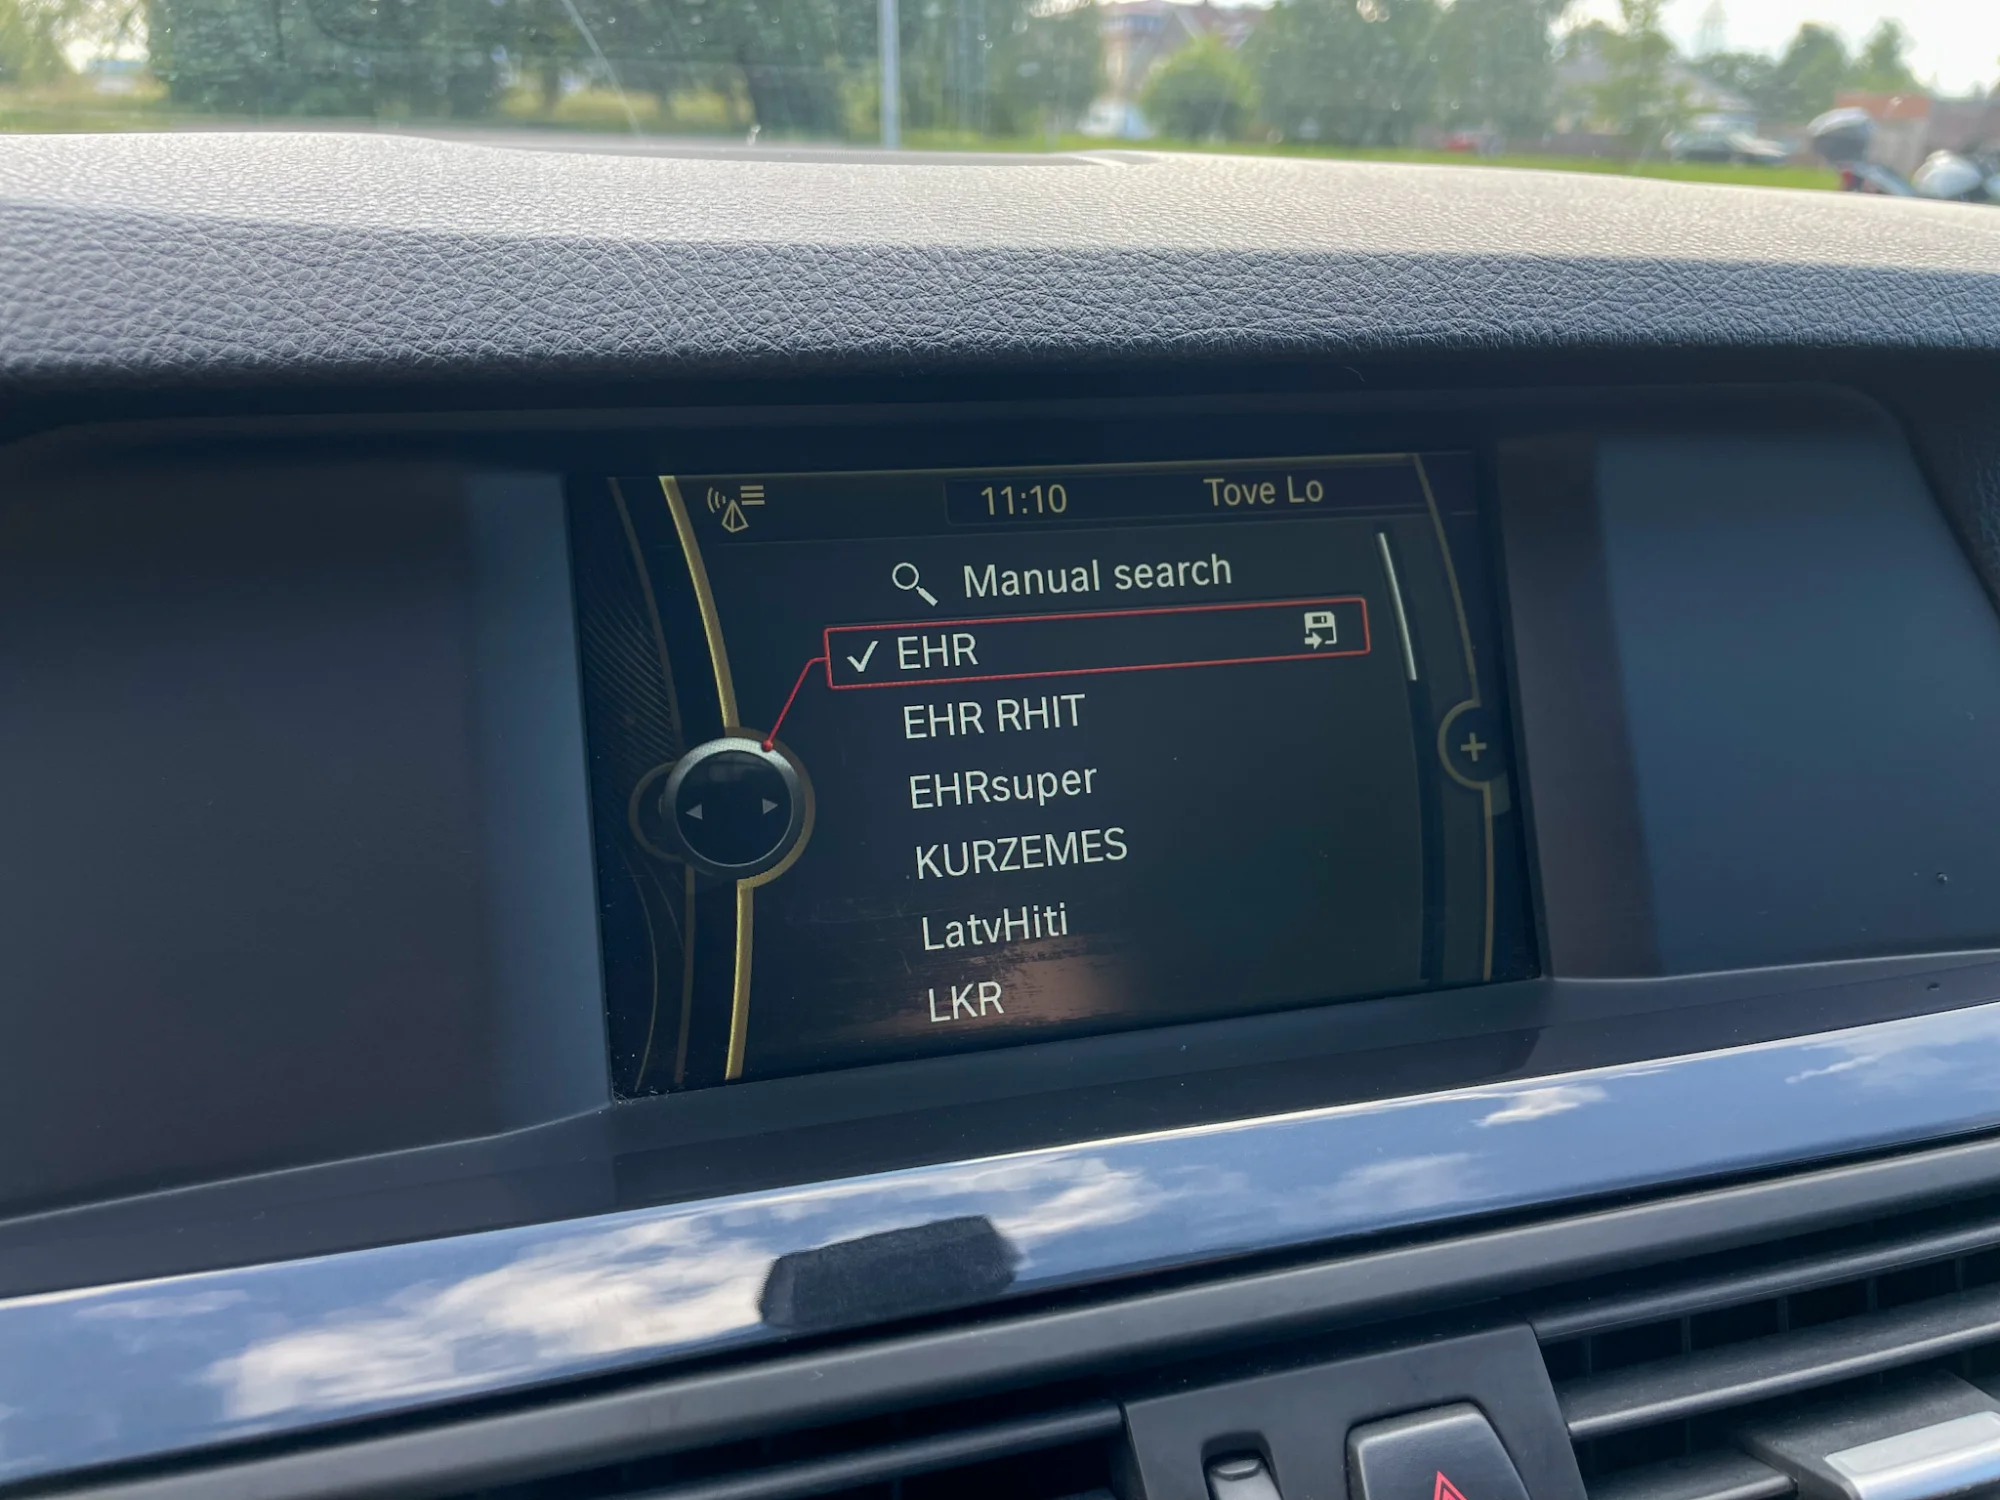 11:10 Tove Lo
Manual search
EHR
EHR RHIT
EHRsuper
KURZEMES
LatvHiti
LKR